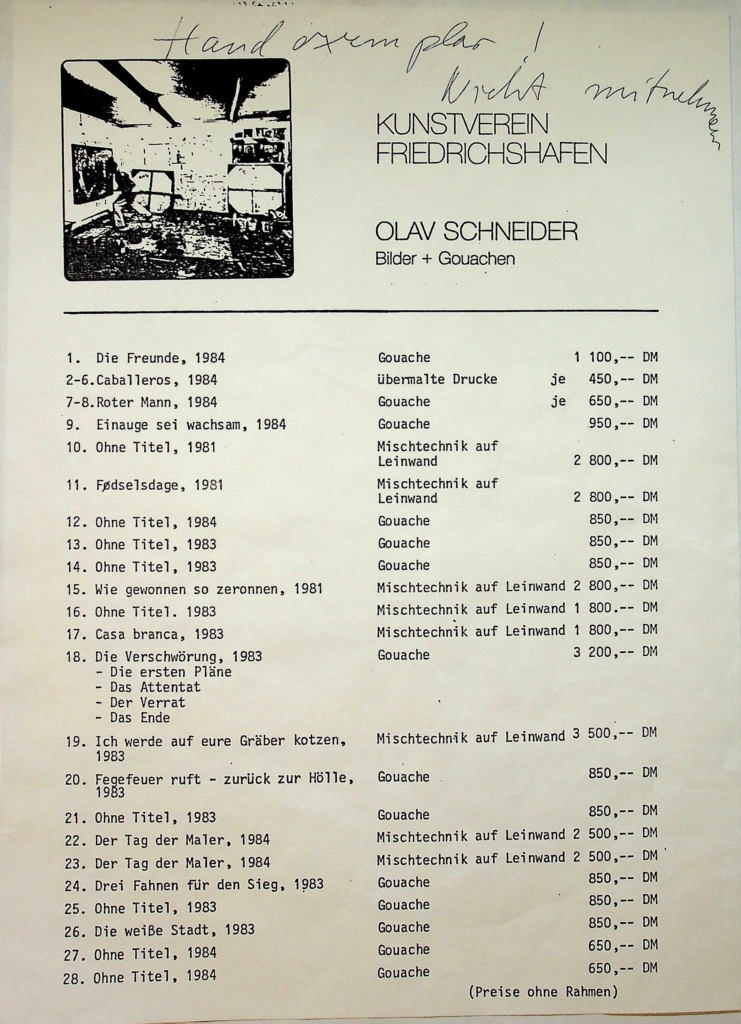 Handexemplar!
Nicht mitnehmen
KUNSTVEREIN
FRIEDRICHSHAFEN
OLAV SCHNEIDER
Bilder + Gouachen
1. Die Freunde, 1984 Gouache 1 100,-- DM
2-6.Caballeros, 1984 übermalte Drucke je 450,-- DM
7-8.Roter Mann, 1984 Gouache je 650,-- DM
9. Einauge sei wachsam, 1984 Gouache 950,-- DM
10. Ohne Titel, 1981 Mischtechnik auf
Leinwand 2 800,-- DM
11. Fødselsdage, 1981 Mischtechnik auf
Leinwand 2 800,-- DM
12. Ohne Titel, 1984 Gouache 850,-- DM
13. Ohne Titel, 1983 Gouache 850,-- DM
14. Ohne Titel, 1983 Gouache 850,-- DM
15. Wie gewonnen so zeronnen, 1981 Mischtechnik auf Leinwand 2 800,-- DM
16. Ohne Titel. 1983 Mischtechnik auf Leinwand 1 800.-- DM
17. Casa branca, 1983 Mischtechnik auf Leinwand 1 800,-- DM
18. Die Verschwörung, 1983 Gouache 3 200,-- DM
- Die ersten Pläne
- Das Attentat
- Der Verrat
- Das Ende
19. Ich werde auf eure Gräber kotzen, Mischtechnik auf Leinwand 3 500,-- DM
1983
20. Fegefeuer ruft - zurück zur Hölle, Gouache 850,-- DM
1983
21. Ohne Titel, 1983 Gouache 850,-- DM
22. Der Tag der Maler, 1984 Mischtechnik auf Leinwand 2 500,-- DM
23. Der Tag der Maler, 1984 Mischtechnik auf Leinwand 2 500,-- DM
24. Drei Fahnen für den Sieg, 1983 Gouache 850,-- DM
25. Ohne Titel, 1983 Gouache 850,-- DM
26. Die weiße Stadt, 1983 Gouache 850,-- DM
27. Ohne Titel, 1984 Gouache 650,-- DM
28. Ohne Titel, 1984 Gouache 650,-- DM
(Preise ohne Rahmen)